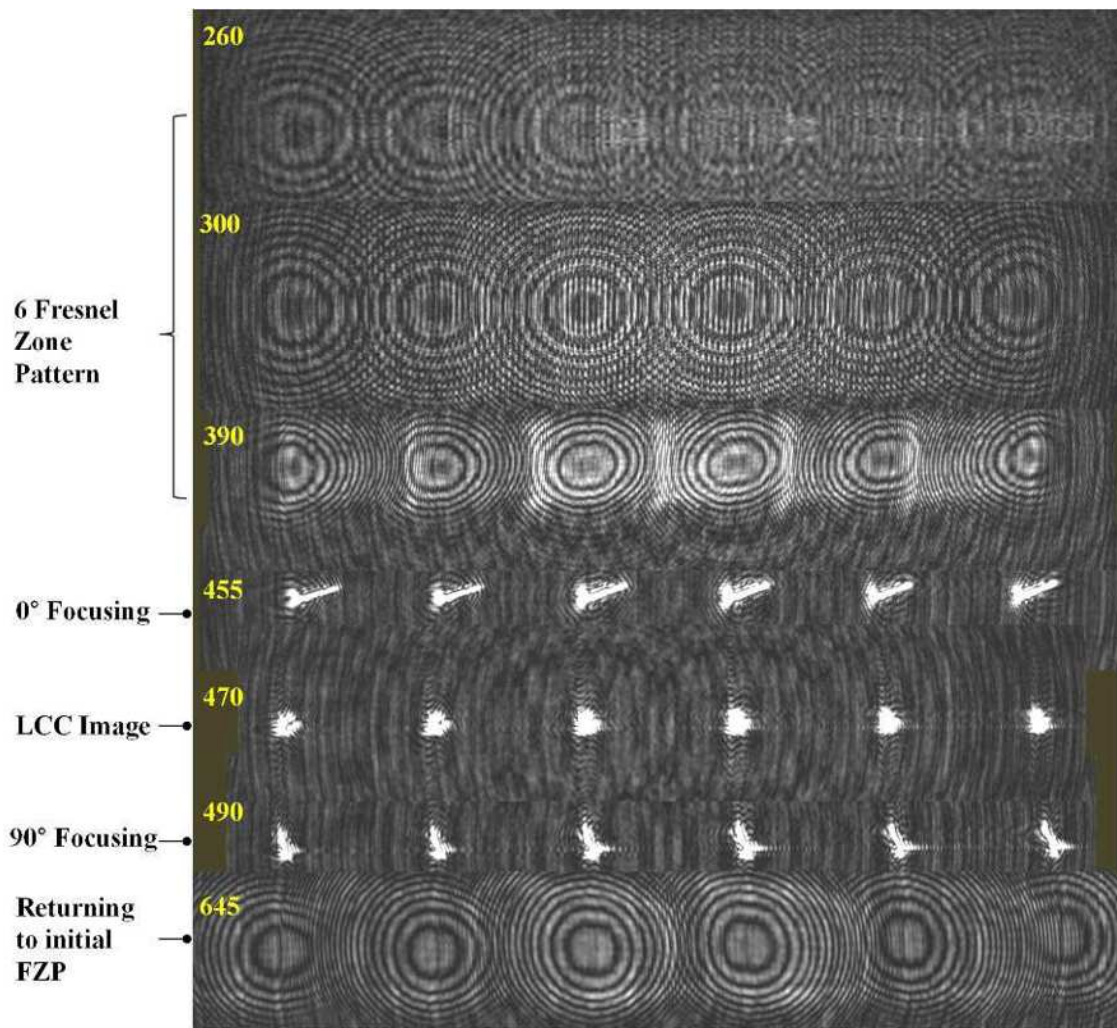 260
300
6 Fresnel
Zone
Pattern
390
455
0° Focusing
470
LCC Image
490
90° Focusing
645
Returning
to initial
FZP